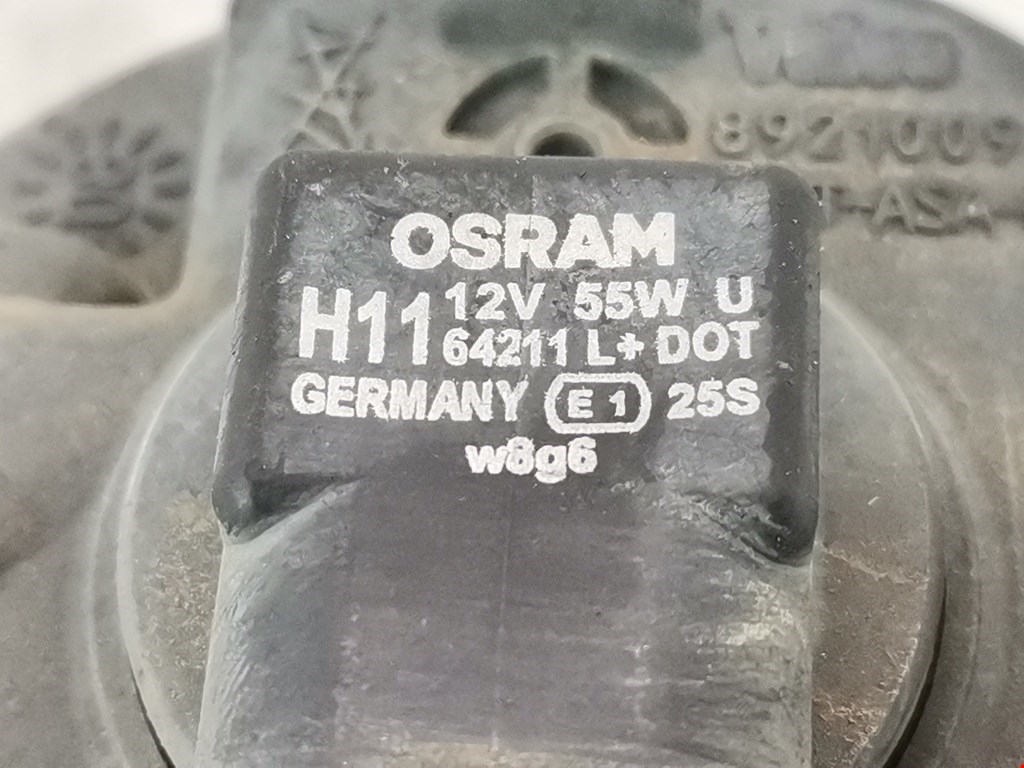 8921009
OSRAM
H11 12V 55W U
64211 L+ DOT
GERMANY E1 25S
w8g6